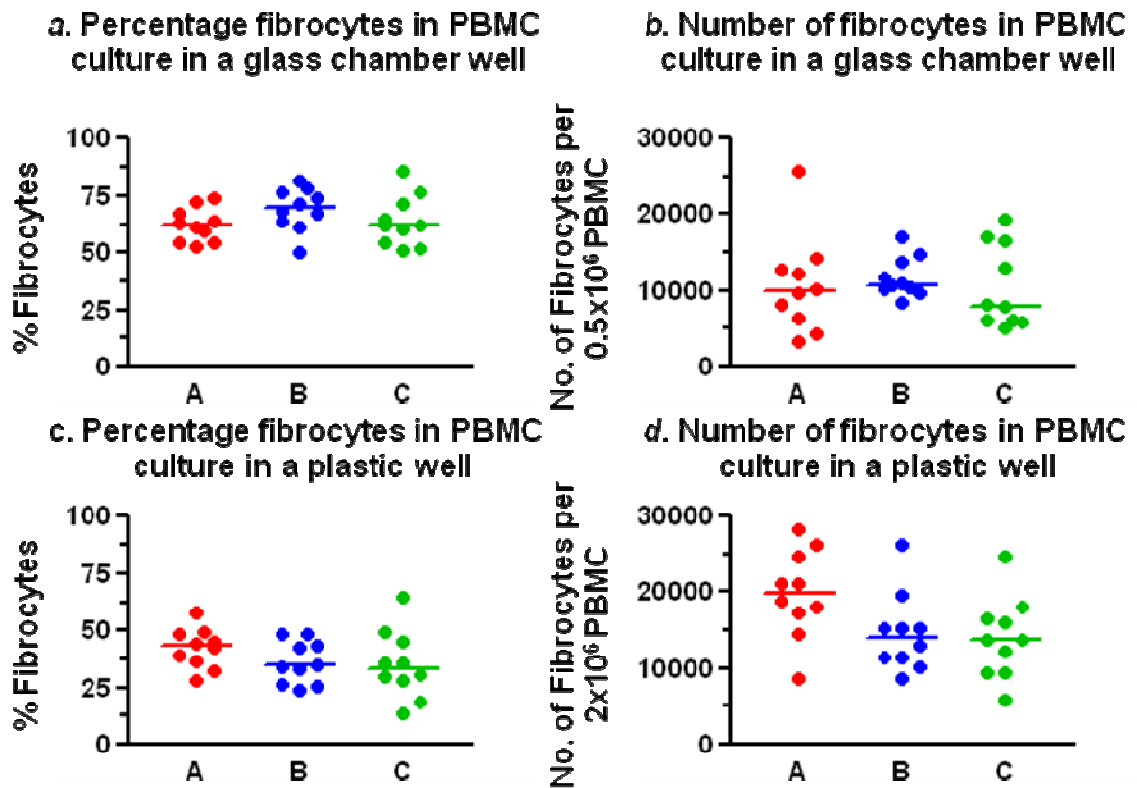 a. Percentage fibrocytes in PBMC
culture in a glass chamber well
% Fibrocytes
100
75
50
25
0
A B C
b. Number of fibrocytes in PBMC
culture in a glass chamber well
No. of Fibrocytes per
0.5x10⁶ PBMC
30000
20000
10000
0
A B C
c. Percentage fibrocytes in PBMC
culture in a plastic well
% Fibrocytes
100
75
50
25
0
A B C
d. Number of fibrocytes in PBMC
culture in a plastic well
No. of Fibrocytes per
2x10⁶ PBMC
30000
20000
10000
0
A B C